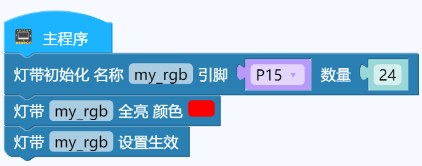 主程序
灯带初始化 名称 my_rgb 引脚 P15 数量 24
灯带 my_rgb 全亮 颜色
灯带 my_rgb 设置生效